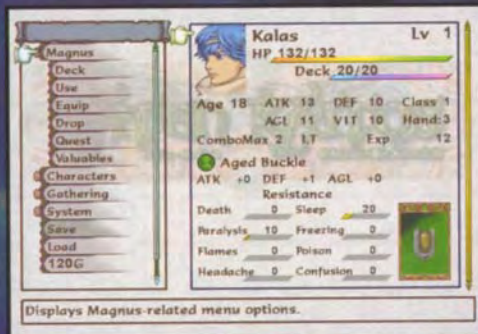 Magnus
Deck
Use
Equip
Drop
Quest
Valuables
Characters
Gathering
System
Save
Load
120G
Kalas Lv 1
HP 132/132
Deck 20/20
Age 18 ATK 13 DEF 10 Class 1
AGL 11 VIT 10 Hand:3
ComboMax 2 LT Exp 12
Aged Buckle
ATK +0 DEF +1 AGL +0
Resistance
Death 0 Sleep 20
Paralysis 10 Freezing 0
Flames 0 Poison 0
Headache 0 Confusion 0
Displays Magnus-related menu options.